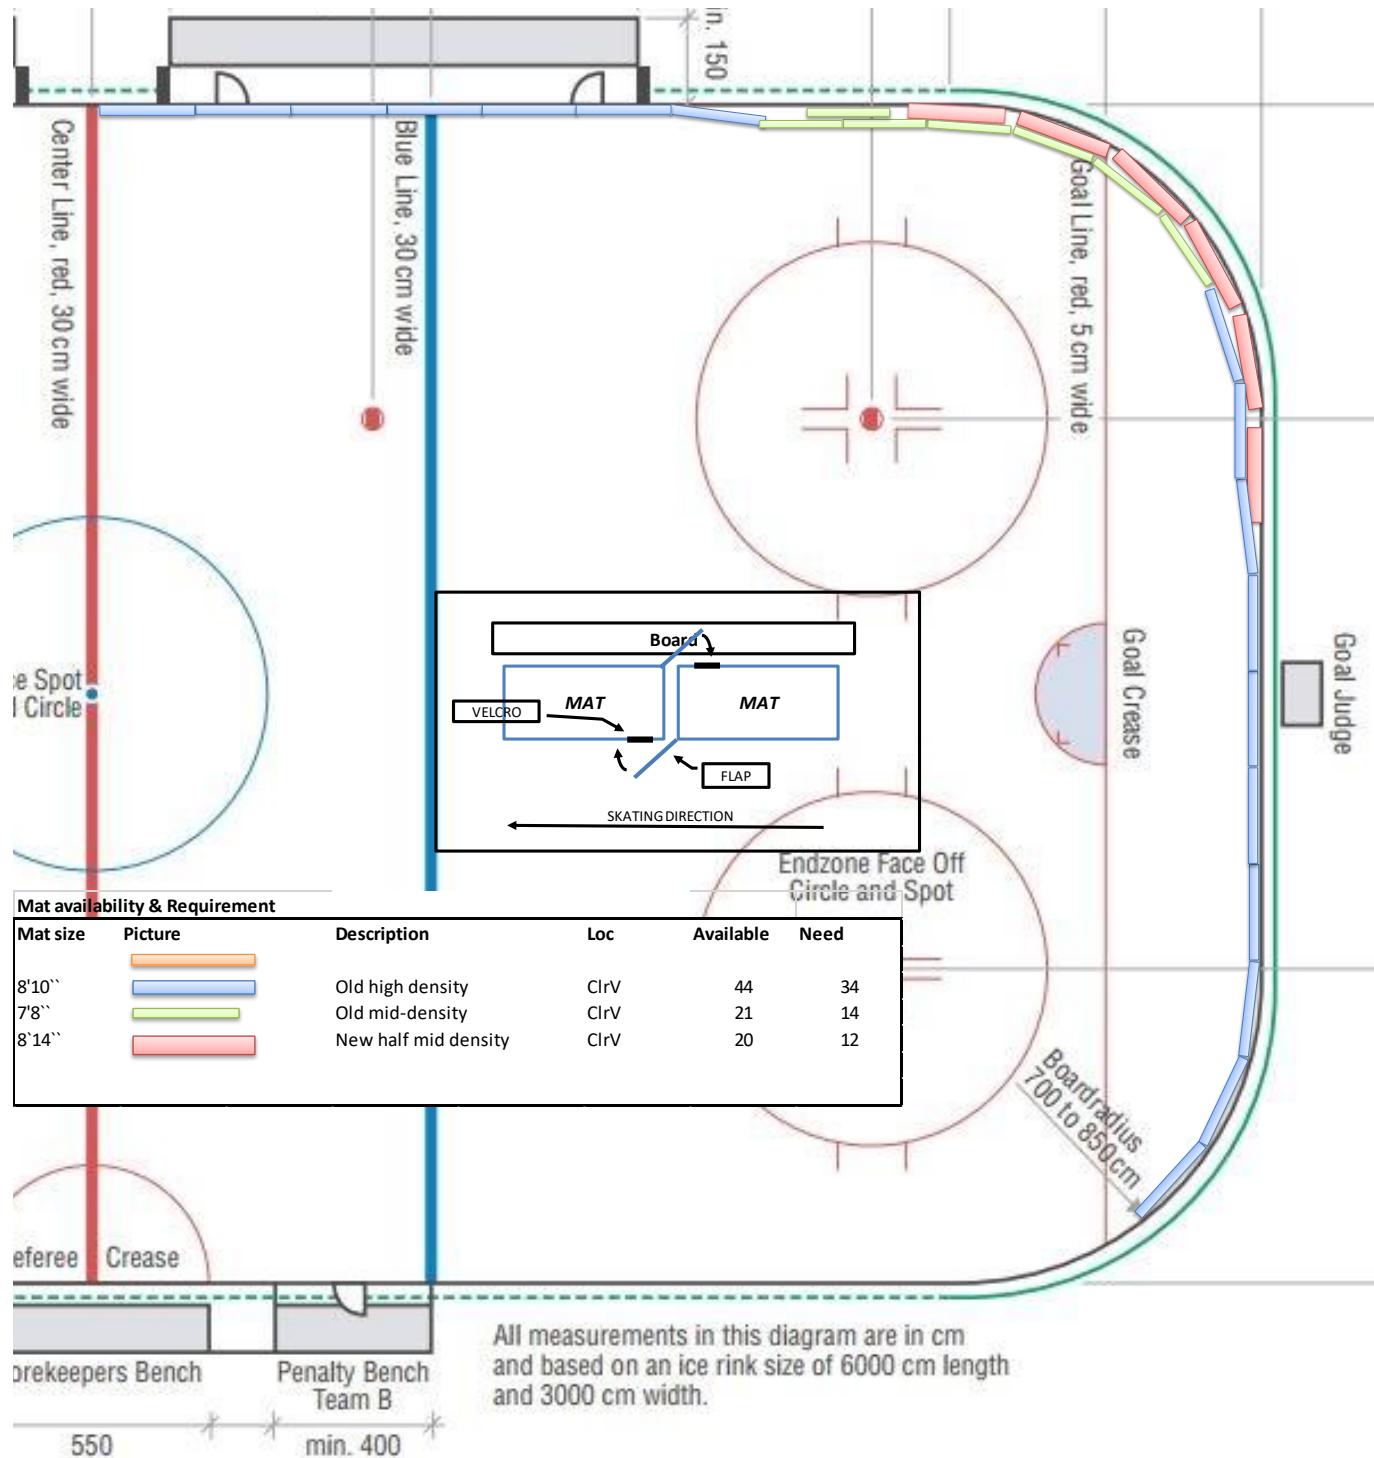 in. 150
Center Line, red, 30 cm wide
Blue Line, 30 cm wide
Goal Line, red, 5 cm wide
Board
MAT
MAT
VELCRO
FLAP
SKATING DIRECTION
e Spot
l Circle
Goal Crease
Goal Judge
Endzone Face Off
Circle and Spot
Mat availability & Requirement
Mat size Picture Description Loc Available Need
8'10`` Old high density ClrV 44 34
7'8`` Old mid-density ClrV 21 14
8`14`` New half mid density ClrV 20 12
Boardradius
700 to 850cm
eferee Crease
orekeepers Bench
Penalty Bench
Team B
550
min. 400
All measurements in this diagram are in cm
and based on an ice rink size of 6000 cm length
and 3000 cm width.